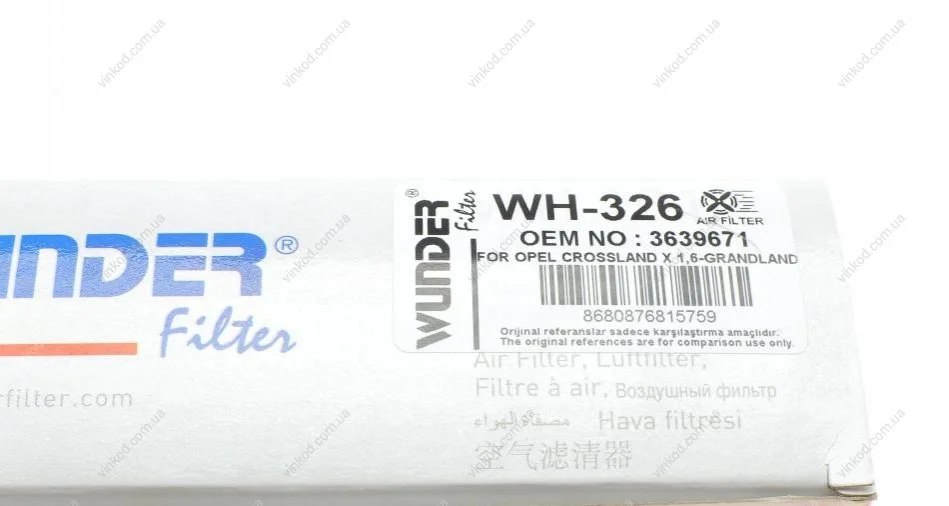 WUNDER®
Filter
WH-326
AIR FILTER
OEM NO : 3639671
FOR OPEL CROSSLAND X 1,6-GRANDLAND
8680876815759
Orijinal referanslar sadece karşılaştırma amaçlıdır.
The original references are for comparison use only.
UNDER®
Filter
rfilter.com
Air Filter, Luftfilter,
Filtre à air, Воздушный фильтр
مصفاة الهواء Hava filtresi
空气滤清器
vinkod.com.ua